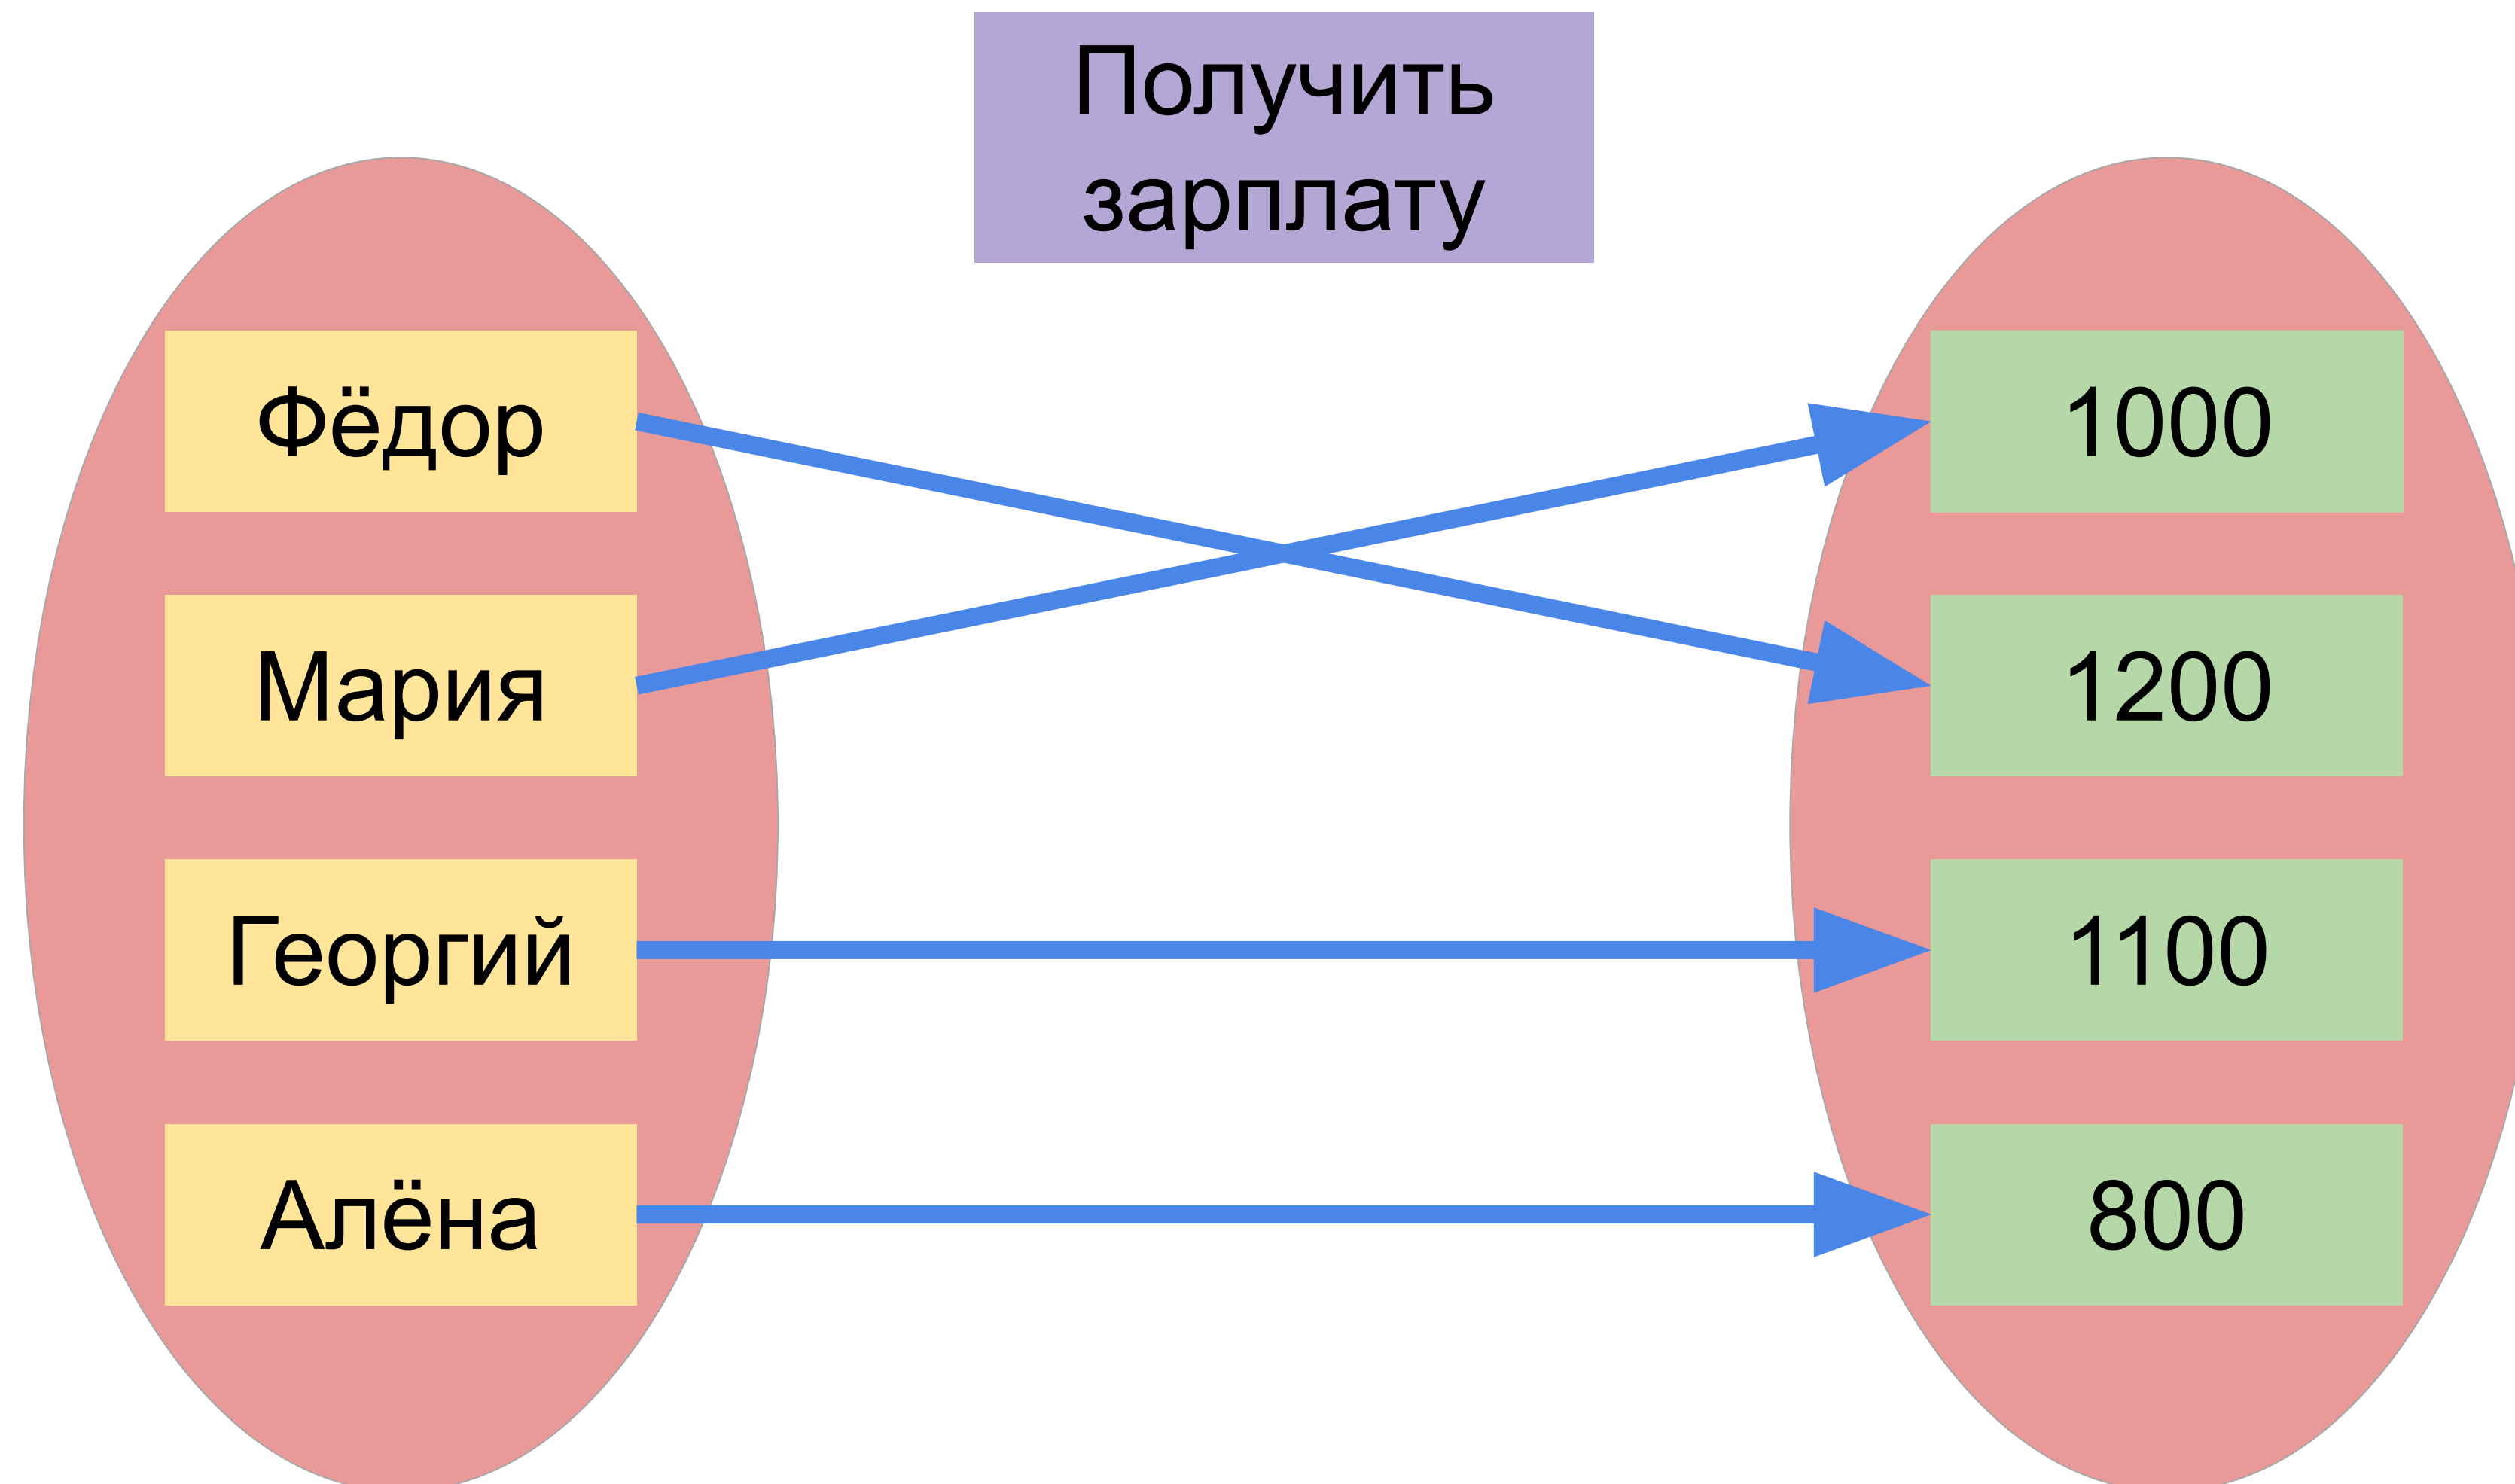 Получить
зарплату
Фёдор
1000
Мария
1200
Георгий
1100
Алёна
800